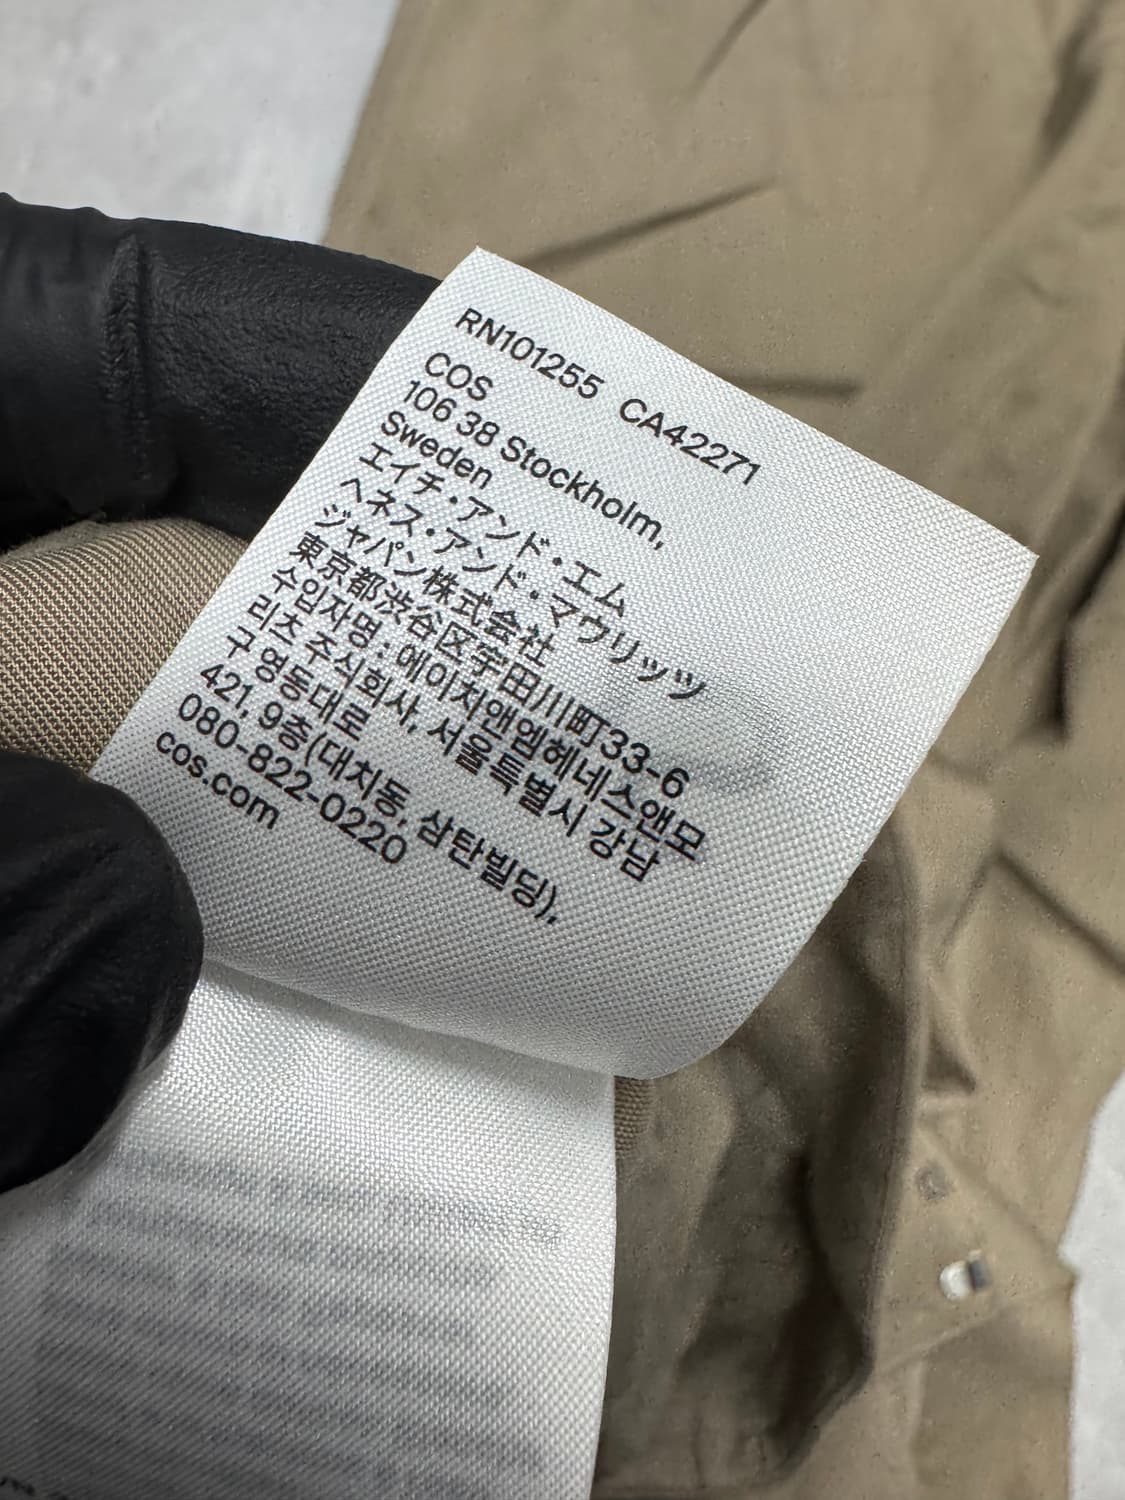 RN101255 CA42271
COS
106 38 Stockholm,
Sweden
エイチ・アンド・エム
ヘネス・アンド・マウリッツ
ジャパン株式会社
東京都渋谷区宇田川町33-6
수입자명 : 에이치앤엠헤네스앤모
리츠 주식회사, 서울특별시 강남
구 영동대로
421, 9층(대치동, 삼탄빌딩),
080-822-0220
cos.com